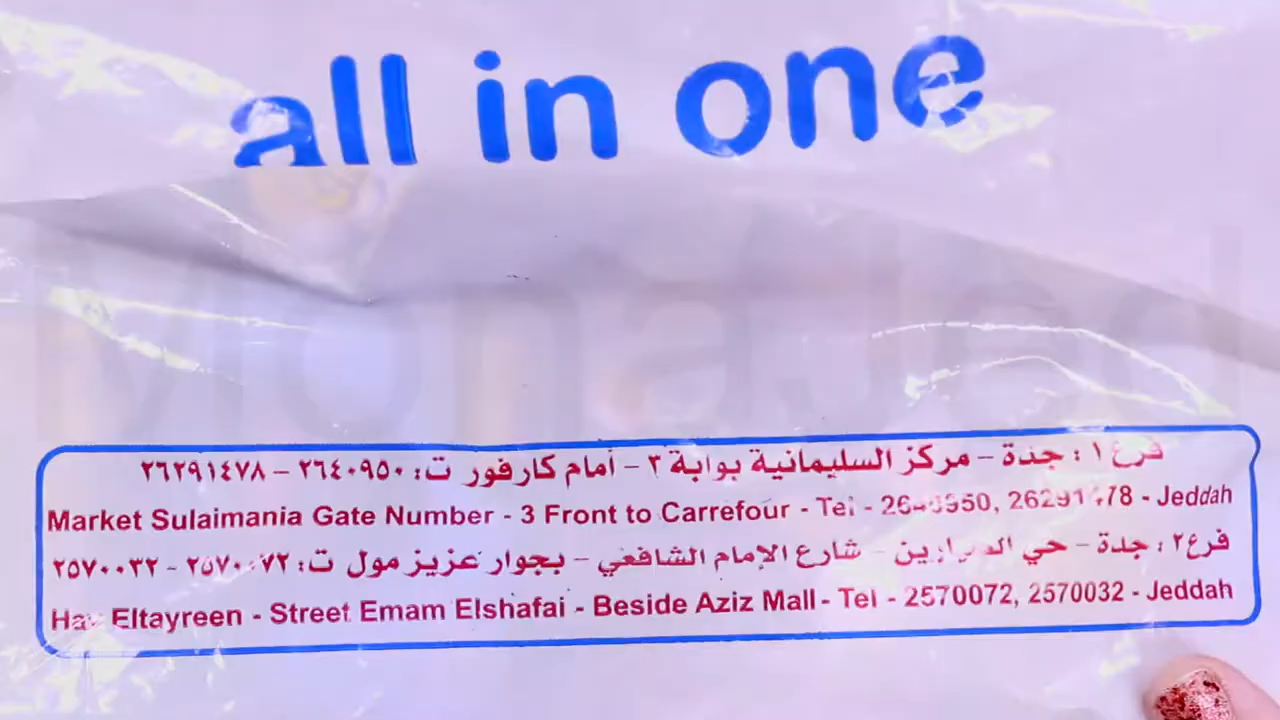 all in one
فرع ١ : جدة – مركز السليمانية بوابة ٣ – أمام كارفور ت: ٢٦٤٠٩٥٠ – ٢٦٢٩١٤٧٨
Market Sulaimania Gate Number - 3 Front to Carrefour - Tel - - Jeddah
فرع٢ : جدة – حي – شارع الإمام الشافعي – بجوار عزيز مول ت: ٢٥٧٠٠٧٢ - ٢٥٧٠٠٣٢
Eltayreen - Street Emam Elshafai - Beside Aziz Mall - Tel - 2570072, 2570032 - Jeddah